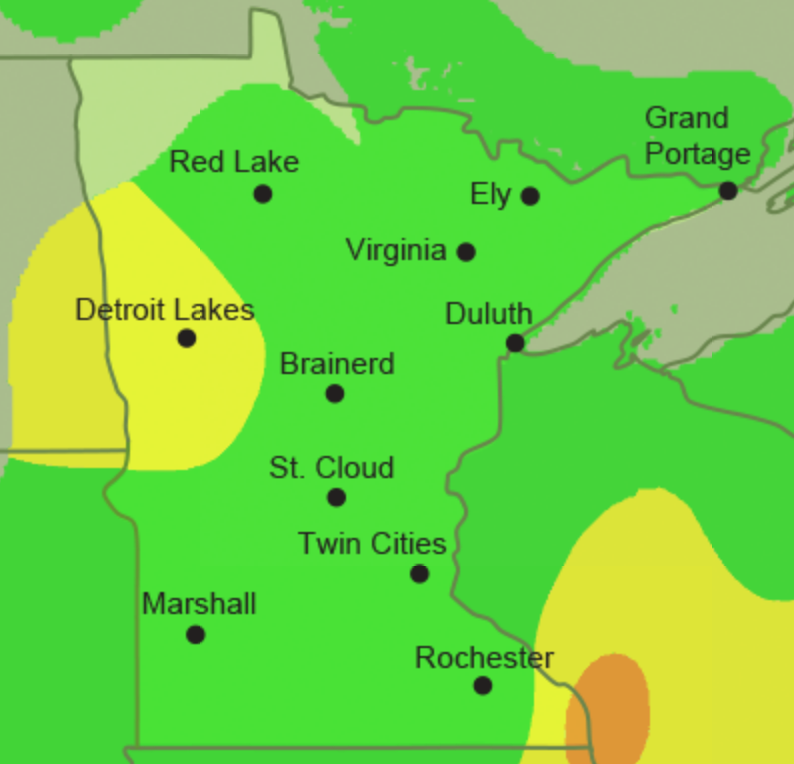 Grand
Portage
Red Lake
Ely
Virginia
Detroit Lakes
Duluth
Brainerd
St. Cloud
Twin Cities
Marshall
Rochester